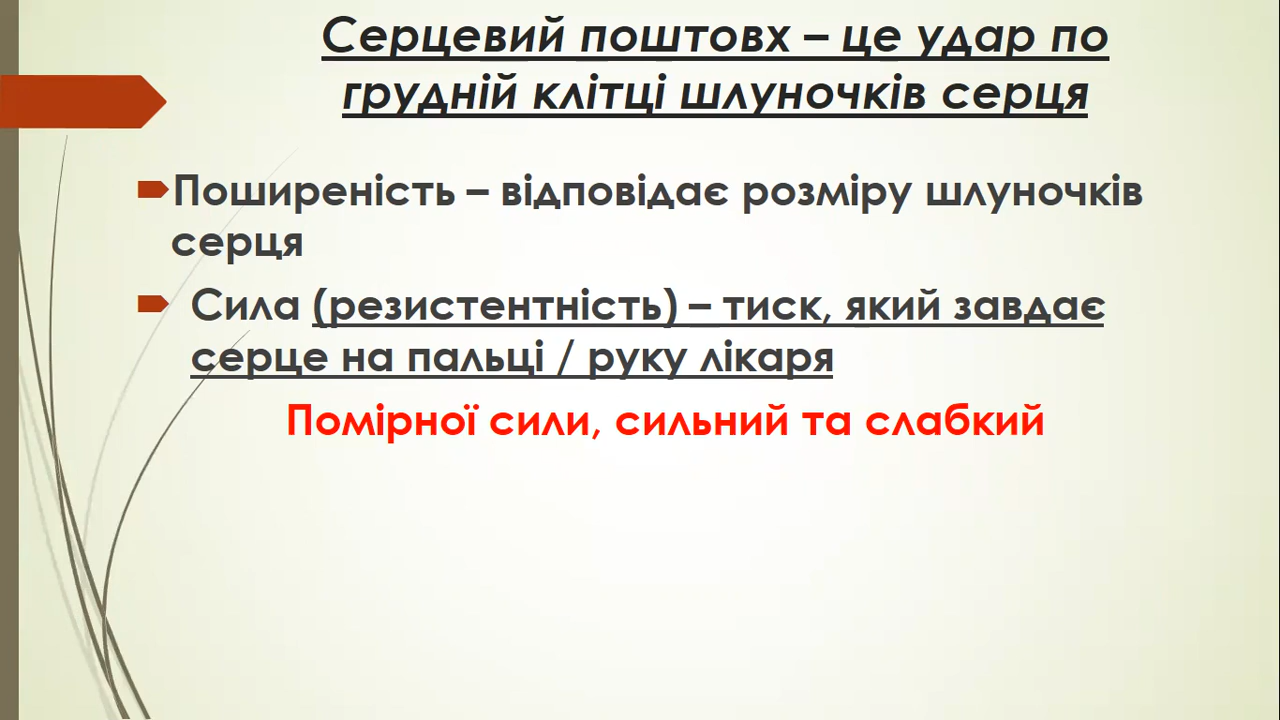 Серцевий поштовх – це удар по
грудній клітці шлуночків серця
Поширеність – відповідає розміру шлуночків
серця
Сила (резистентність) – тиск, який завдає
серце на пальці / руку лікаря
Помірної сили, сильний та слабкий